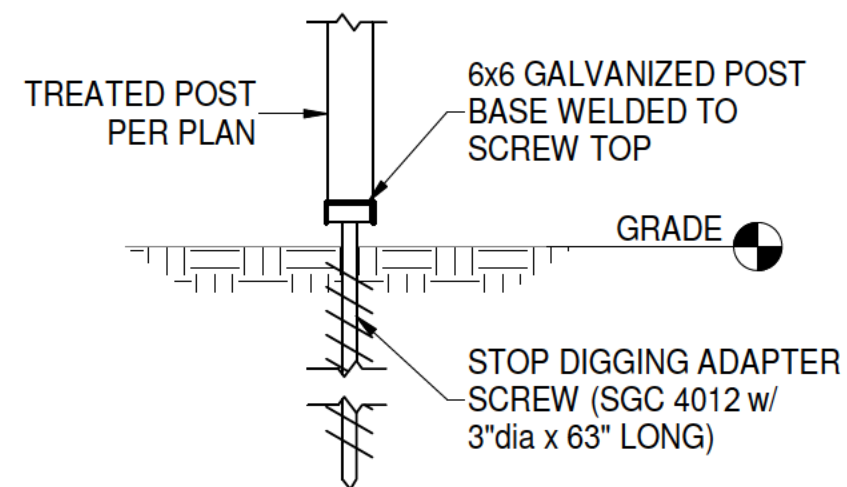 TREATED POST
PER PLAN
6x6 GALVANIZED POST
BASE WELDED TO
SCREW TOP
GRADE
STOP DIGGING ADAPTER
SCREW (SGC 4012 w/
3"dia x 63" LONG)